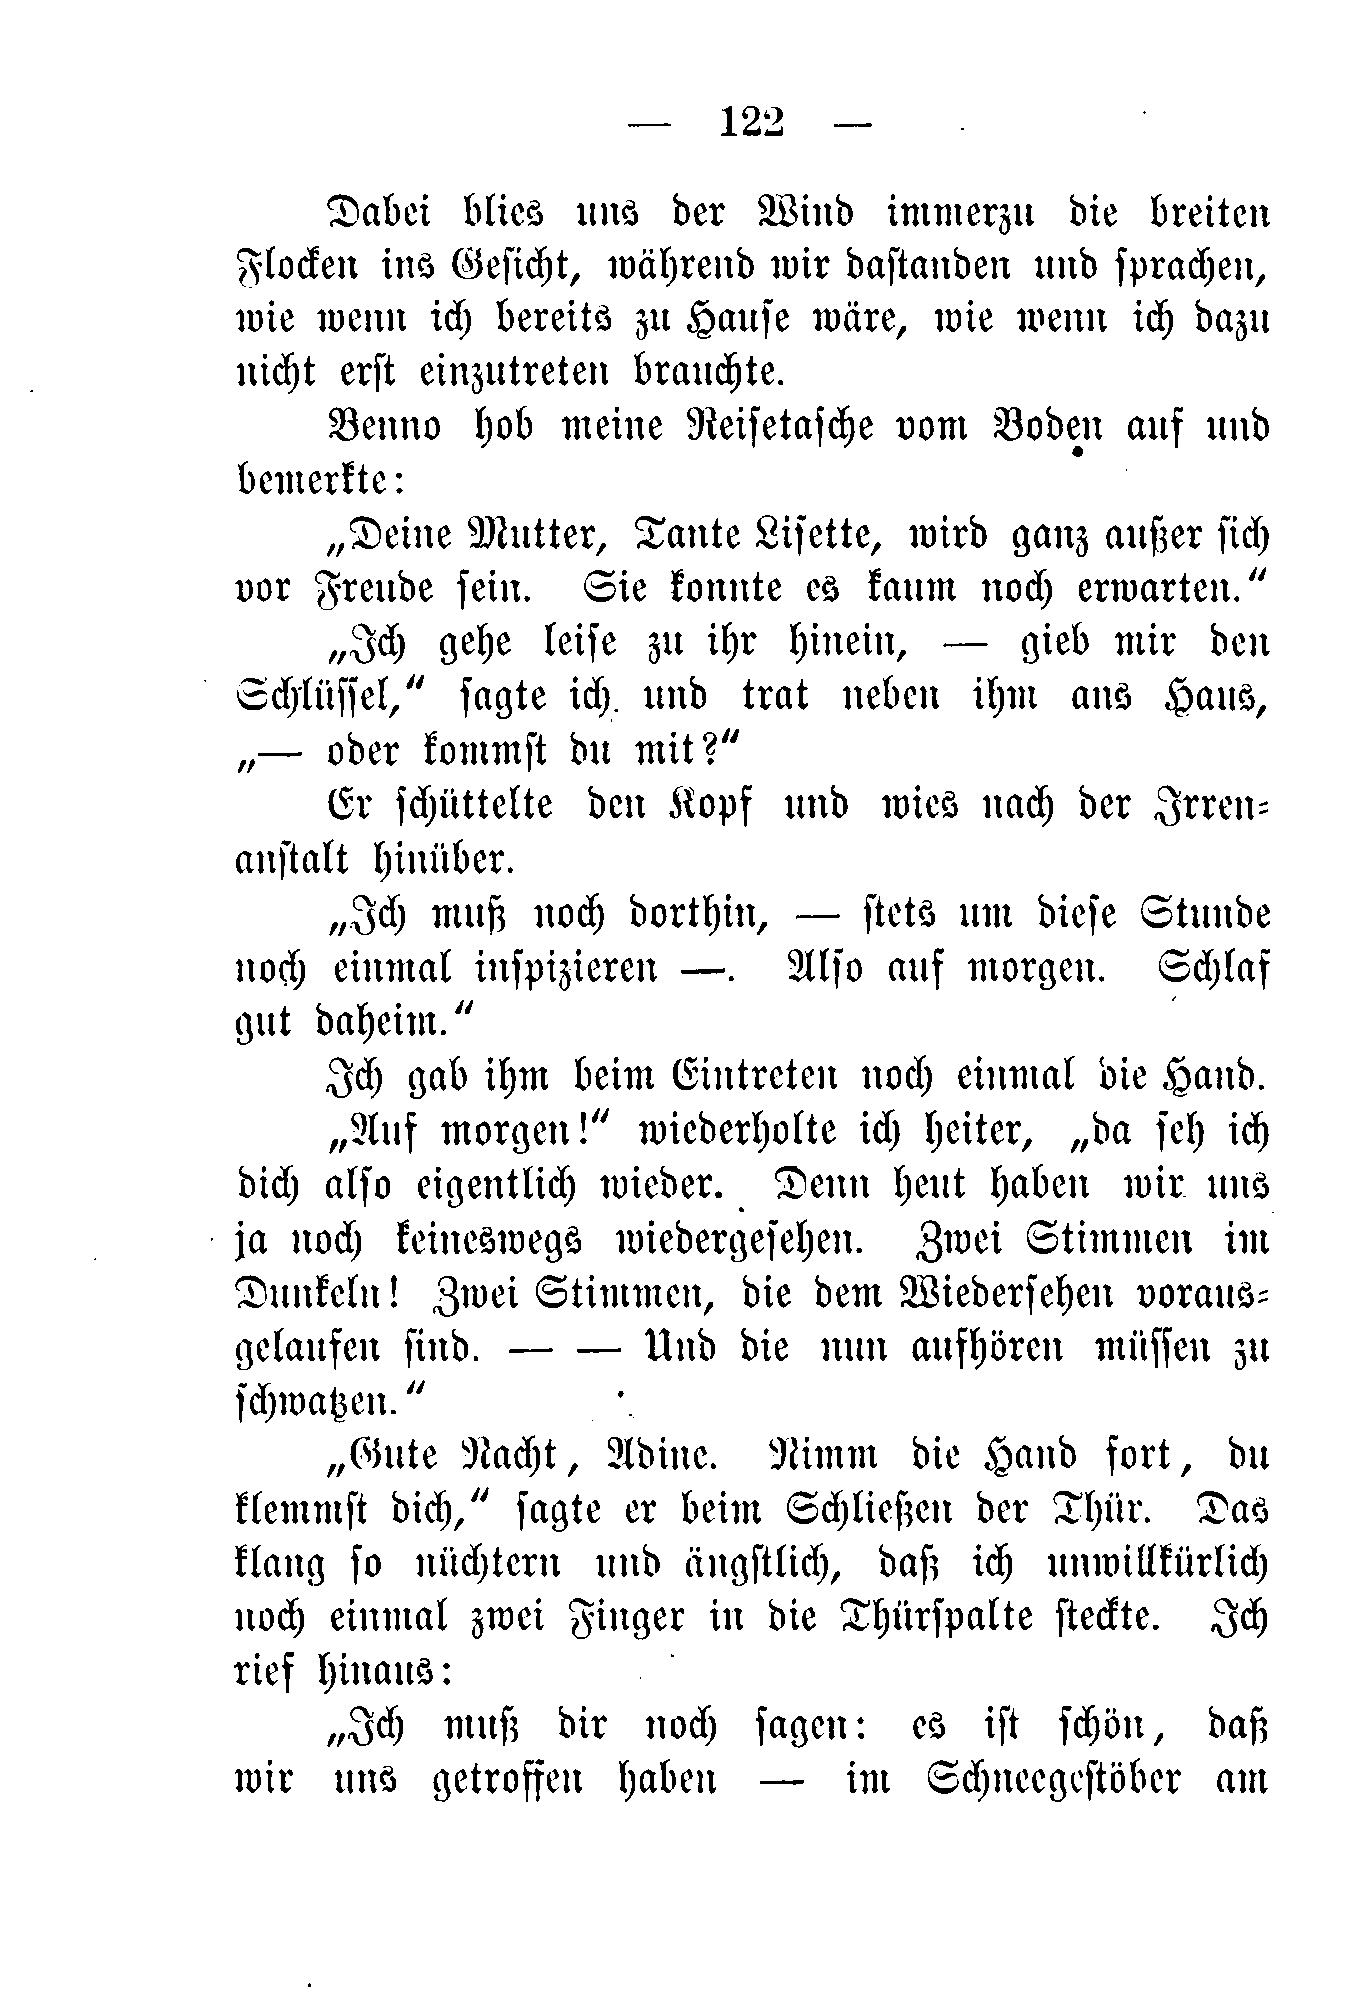 — 122 —
Dabei blies uns der Wind immerzu die breiten
Flocken ins Gesicht, während wir dastanden und sprachen,
wie wenn ich bereits zu Hause wäre, wie wenn ich dazu
nicht erst einzutreten brauchte.
Benno hob meine Reisetasche vom Boden auf und
bemerkte:
„Deine Mutter, Tante Lisette, wird ganz außer sich
vor Freude sein. Sie konnte es kaum noch erwarten.“
„Ich gehe leise zu ihr hinein, — gieb mir den
Schlüssel,“ sagte ich und trat neben ihm ans Haus,
„— oder kommst du mit?“
Er schüttelte den Kopf und wies nach der Irren-
anstalt hinüber.
„Ich muß noch dorthin, — stets um diese Stunde
noch einmal inspizieren —. Also auf morgen. Schlaf
gut daheim.“
Ich gab ihm beim Eintreten noch einmal die Hand.
„Auf morgen!“ wiederholte ich heiter, „da seh ich
dich also eigentlich wieder. Denn heut haben wir uns
ja noch keineswegs wiedergesehen. Zwei Stimmen im
Dunkeln! Zwei Stimmen, die dem Wiedersehen voraus-
gelaufen sind. — — Und die nun aufhören müssen zu
schwatzen.“
„Gute Nacht, Adine. Nimm die Hand fort, du
klemmst dich,“ sagte er beim Schließen der Thür. Das
klang so nüchtern und ängstlich, daß ich unwillkürlich
noch einmal zwei Finger in die Thürspalte steckte. Ich
rief hinaus:
„Ich muß dir noch sagen: es ist schön, daß
wir uns getroffen haben — im Schneegestöber am